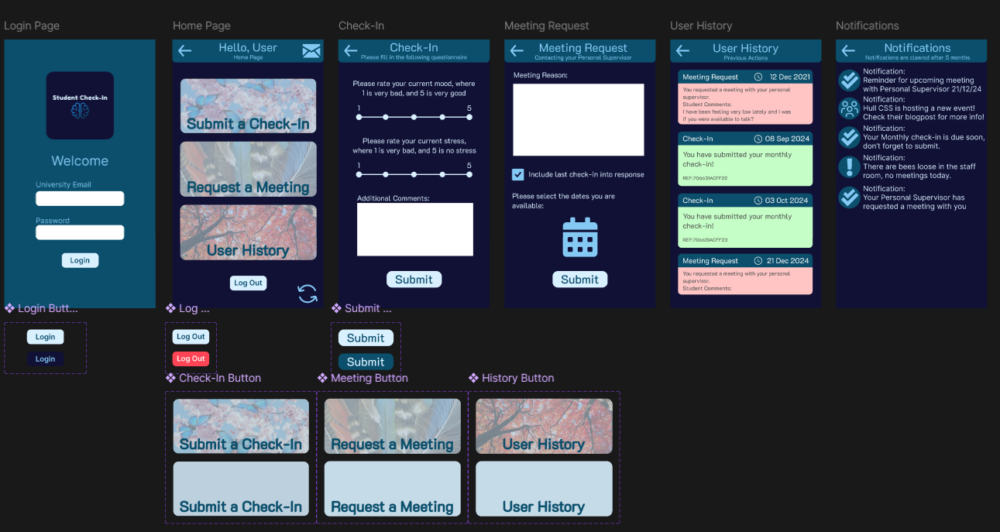 Login Page
Student Check-In
Welcome
University Email
Password
Login
Home Page
Hello, User
Home Page
Submit a Check-In
Request a Meeting
User History
Log Out
Check-In
Check-In
Please fill in the following questionnaire
Please rate your current mood, where
1 is very bad, and 5 is very good
1 5
Please rate your current stress,
where 1 is very bad, and 5 is no stress
1 5
Additional Comments:
Submit
Meeting Request
Meeting Request
Contacting your Personal Supervisor
Meeting Reason:
Include last check-in into response
Please select the dates you are
available:
Submit
User History
User History
Previous Actions
Meeting Request 12 Dec 2021
You requested a meeting with your personal
supervisor.
Student Comments:
I have been feeling very low lately and I was
if you were available to talk?
Check-In 08 Sep 2024
You have submitted your monthly
check-in!
REF:706631ACFF22
Check-In 03 Oct 2024
You have submitted your monthly
check-in!
REF:706631ACFF23
Meeting Request 21 Dec 2024
You requested a meeting with your personal
supervisor.
Student Comments:
Notifications
Notifications
Notifications are cleared after 5 months
Notification:
Reminder for upcoming meeting
with Personal Supervisor 21/12/24
Notification:
Hull CSS is hosting a new event!
Check their blogpost for more info!
Notification:
Your Monthly check-in is due soon,
don't forget to submit.
Notification:
There are bees loose in the staff
room, no meetings today.
Notification:
Your Personal Supervisor has
requested a meeting with you
Login Butt...
Login
Login
Log ...
Log Out
Log Out
Submit ...
Submit
Submit
Check-In Button
Submit a Check-In
Submit a Check-In
Meeting Button
Request a Meeting
Request a Meeting
History Button
User History
User History